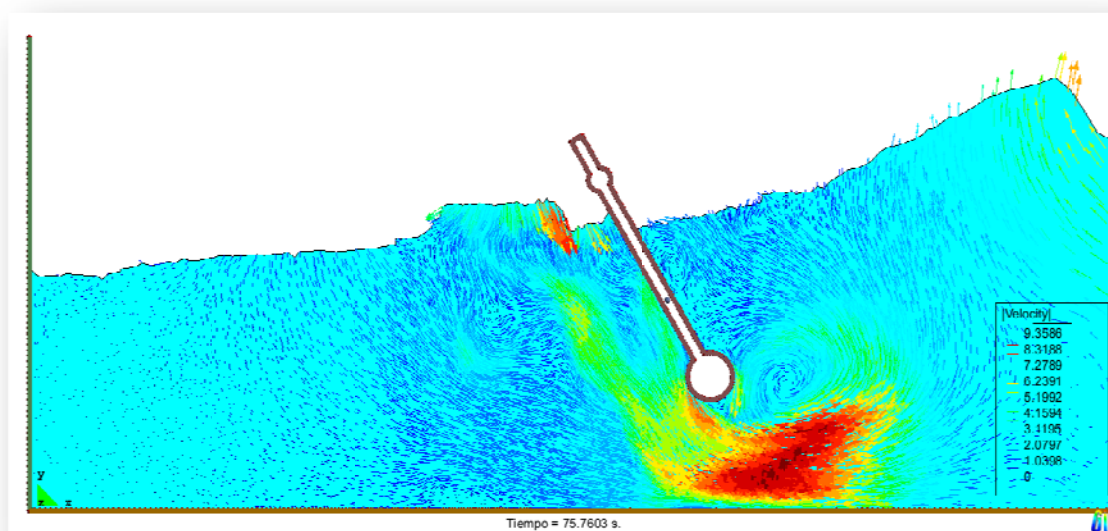 |Velocity|
9.3586
8.3188
7.2789
6.2391
5.1992
4.1594
3.1195
2.0797
1.0398
0
y
x
Tiempo = 75.7603 s.